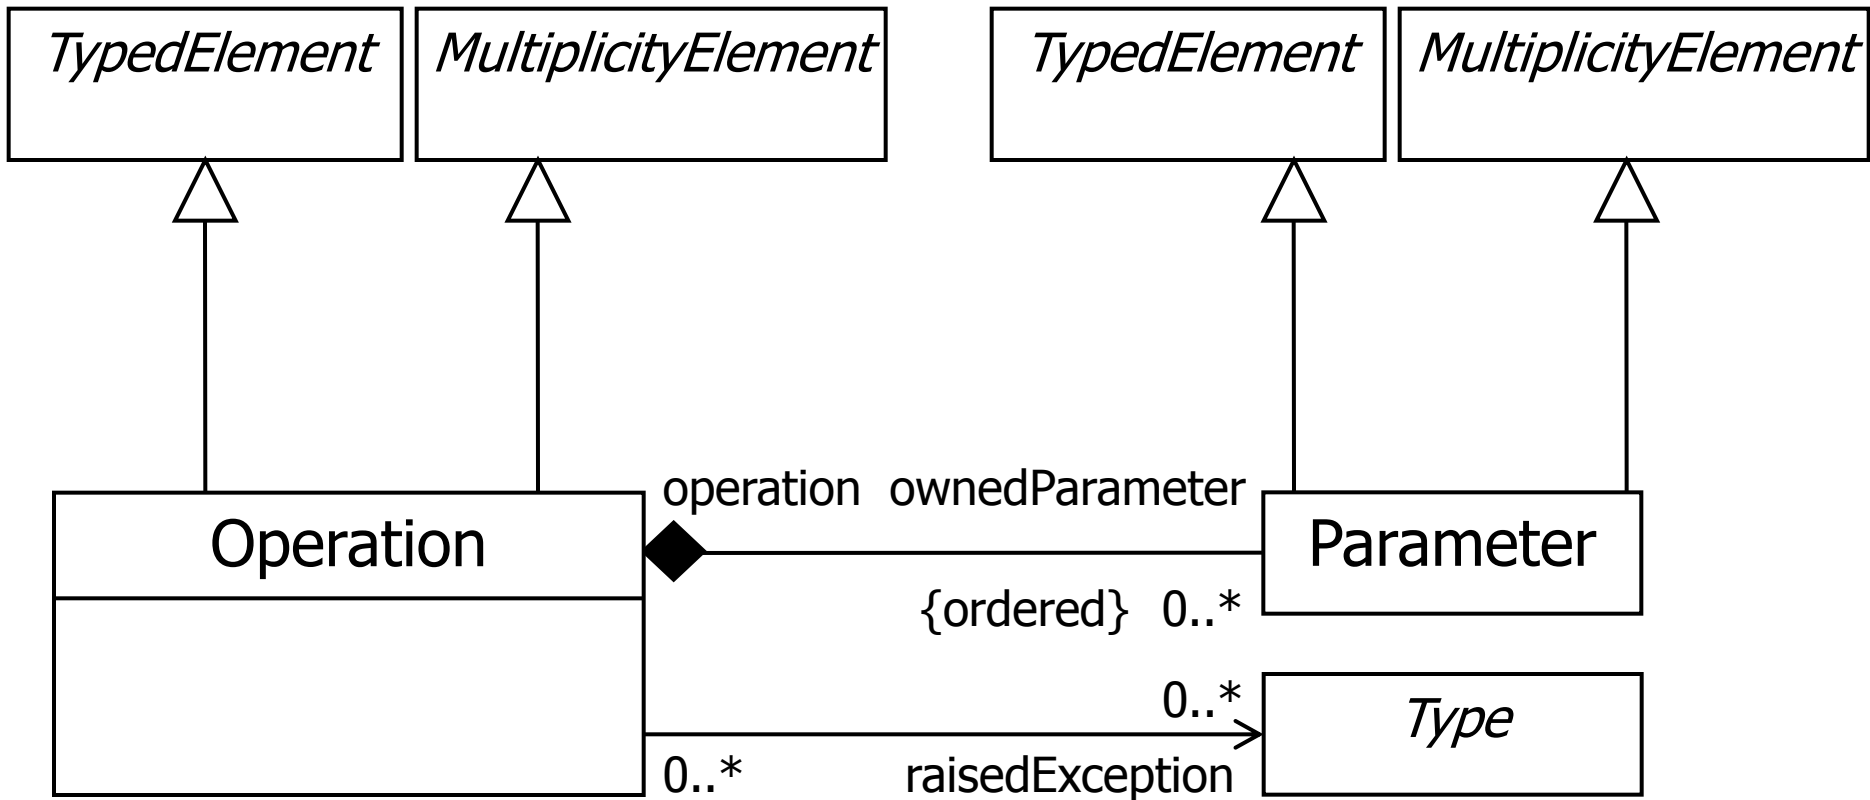 TypedElement
MultiplicityElement
TypedElement
MultiplicityElement
operation ownedParameter
Operation
Parameter
{ordered} 0..*
0..*
Type
0..*
raisedException